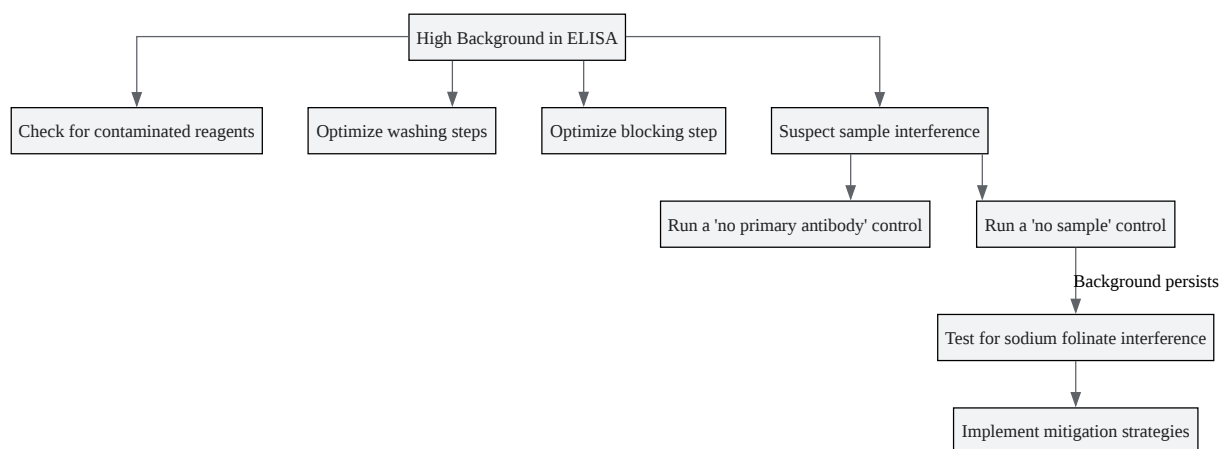 High Background in ELISA
Check for contaminated reagents
Optimize washing steps
Optimize blocking step
Suspect sample interference
Run a 'no primary antibody' control
Run a 'no sample' control
Background persists
Test for sodium folinate interference
Implement mitigation strategies